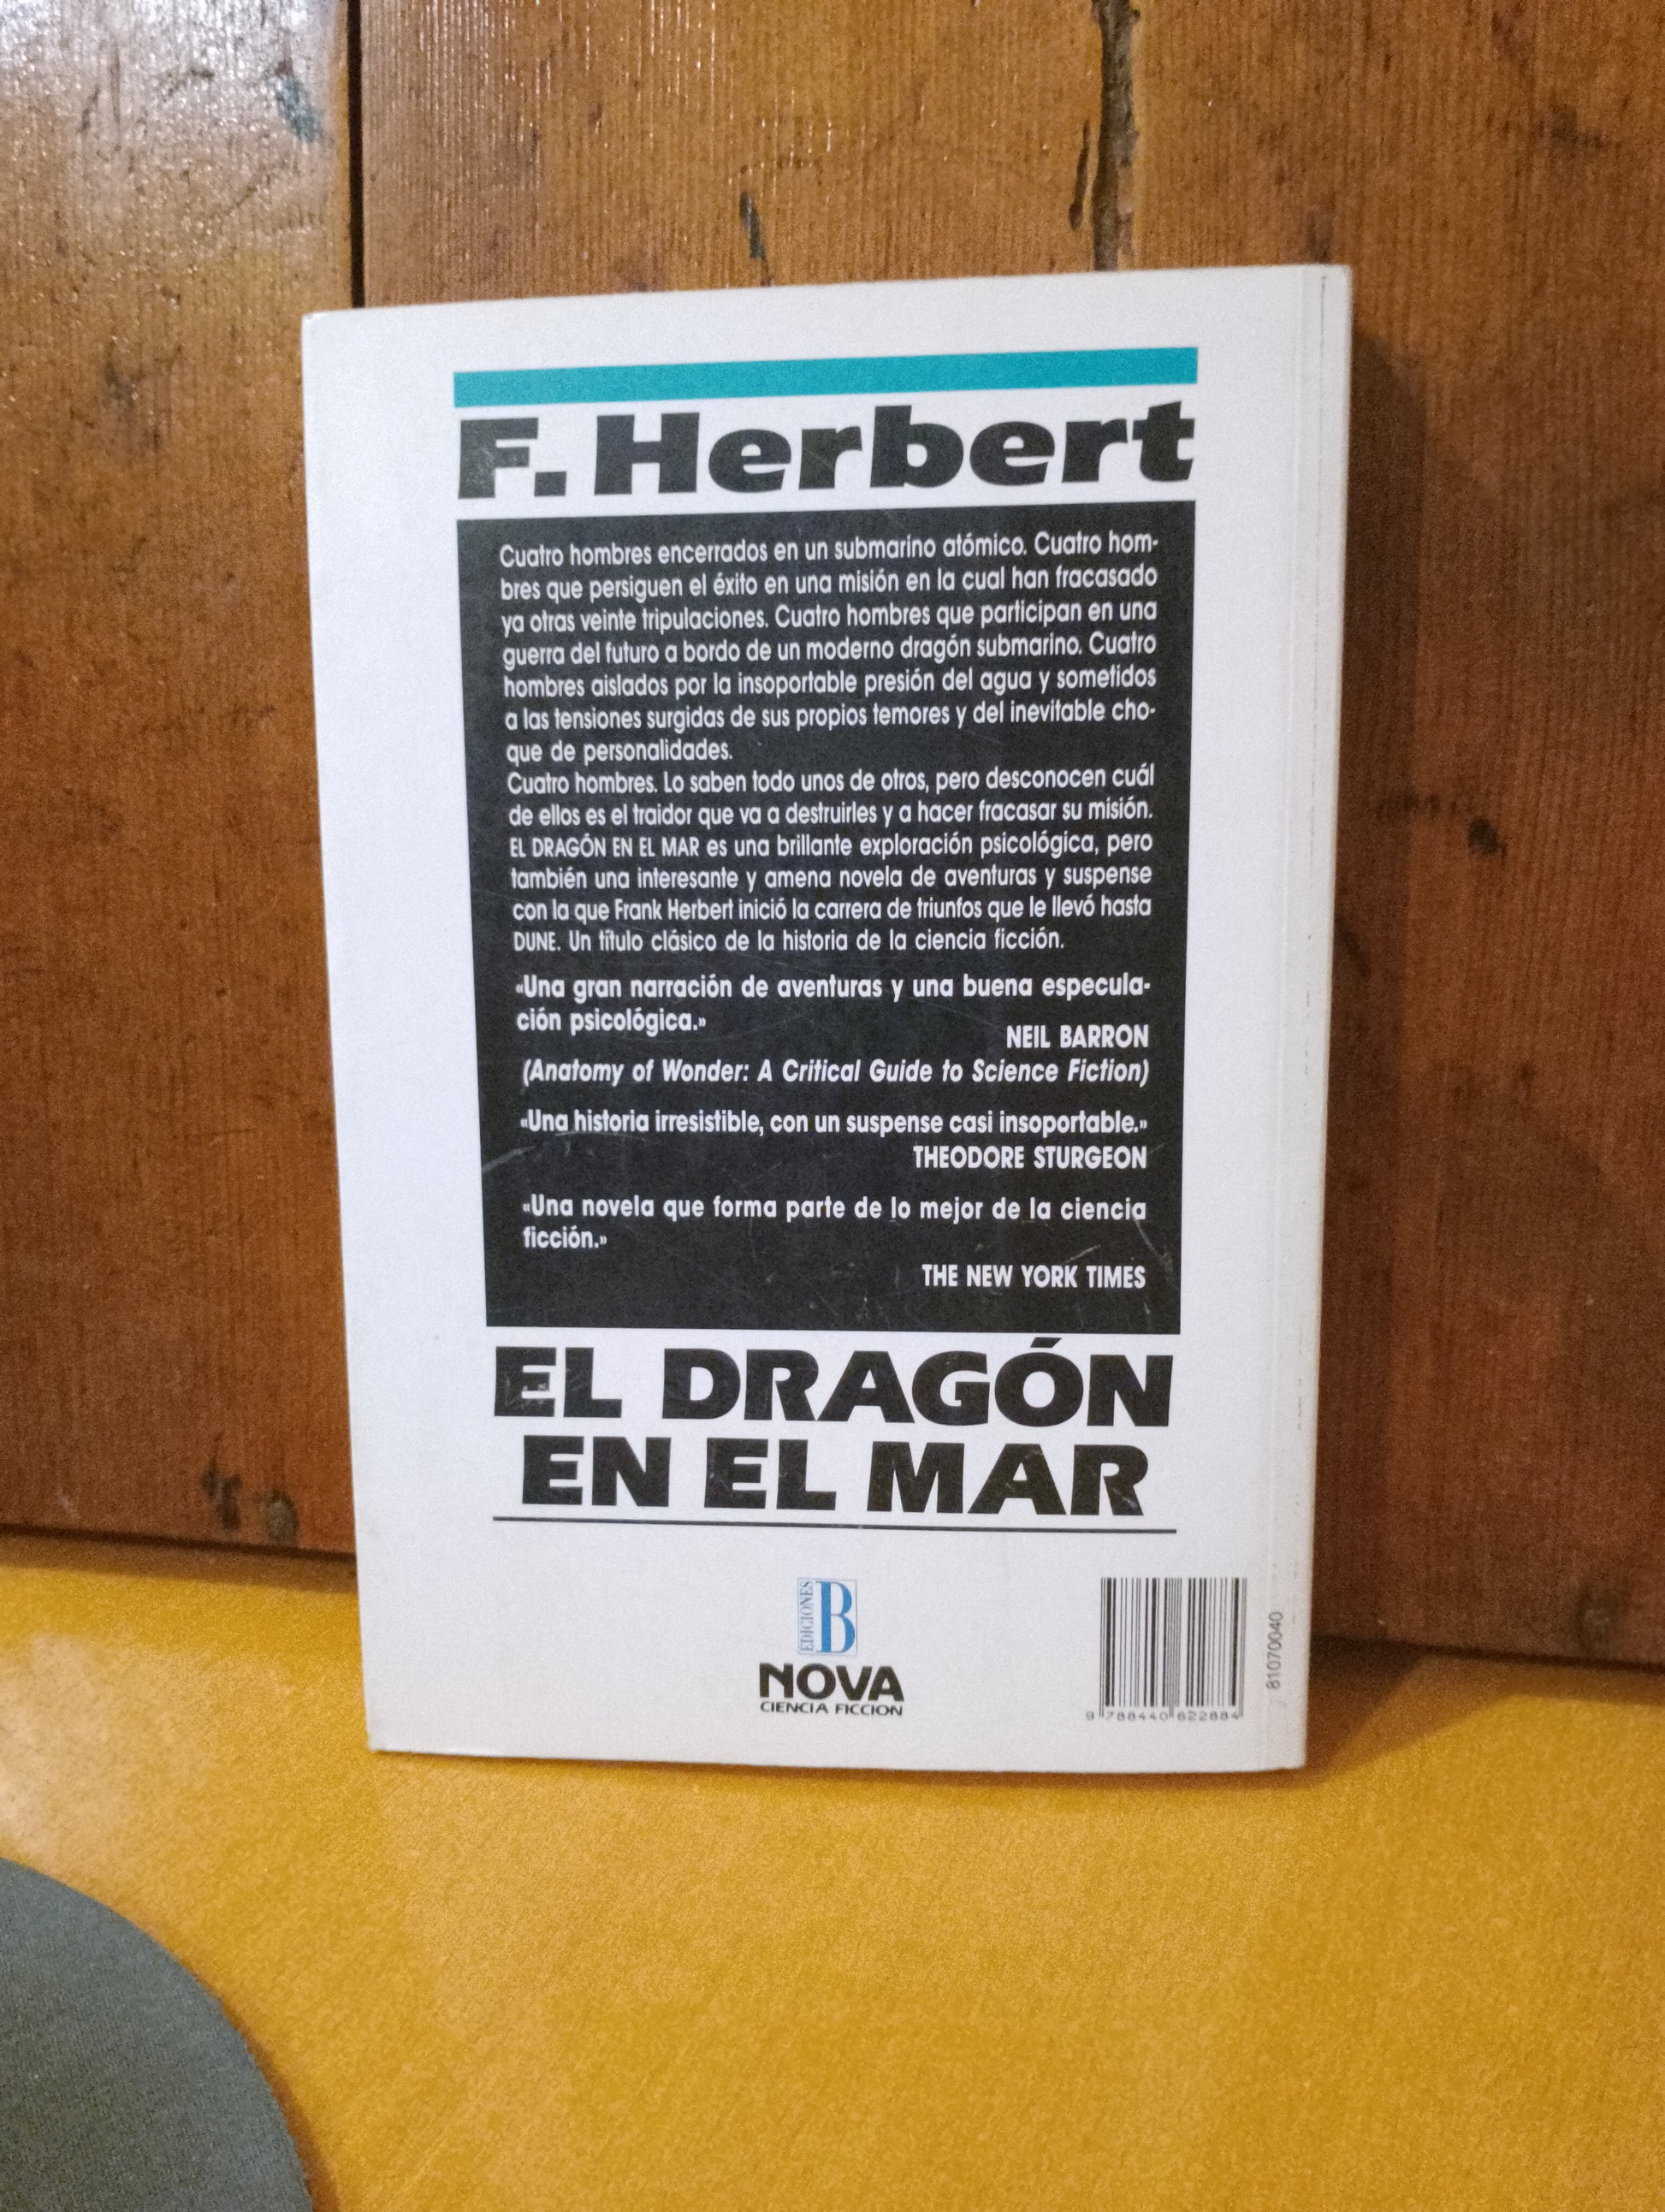 F. Herbert
Cuatro hombres encerrados en un submarino atómico. Cuatro hom-
bres que persiguen el éxito en una misión en la cual han fracasado
ya otras veinte tripulaciones. Cuatro hombres que participan en una
guerra del futuro a bordo de un moderno dragón submarino. Cuatro
hombres aislados por la insoportable presión del agua y sometidos
a las tensiones surgidas de sus propios temores y del inevitable cho-
que de personalidades.
Cuatro hombres. Lo saben todo unos de otros, pero desconocen cuál
de ellos es el traidor que va a destruirles y a hacer fracasar su misión.
EL DRAGÓN EN EL MAR es una brillante exploración psicológica, pero
también una interesante y amena novela de aventuras y suspense
con la que Frank Herbert inició la carrera de triunfos que le llevó hasta
DUNE. Un título clásico de la historia de la ciencia ficción.
«Una gran narración de aventuras y una buena especula-
ción psicológica.»
NEIL BARRON
(Anatomy of Wonder: A Critical Guide to Science Fiction)
«Una historia irresistible, con un suspense casi insoportable.»
THEODORE STURGEON
«Una novela que forma parte de lo mejor de la ciencia
ficción.»
THE NEW YORK TIMES
EL DRAGÓN
EN EL MAR
EDICIONES B
NOVA
CIENCIA FICCION
9 788440 622884
81070040